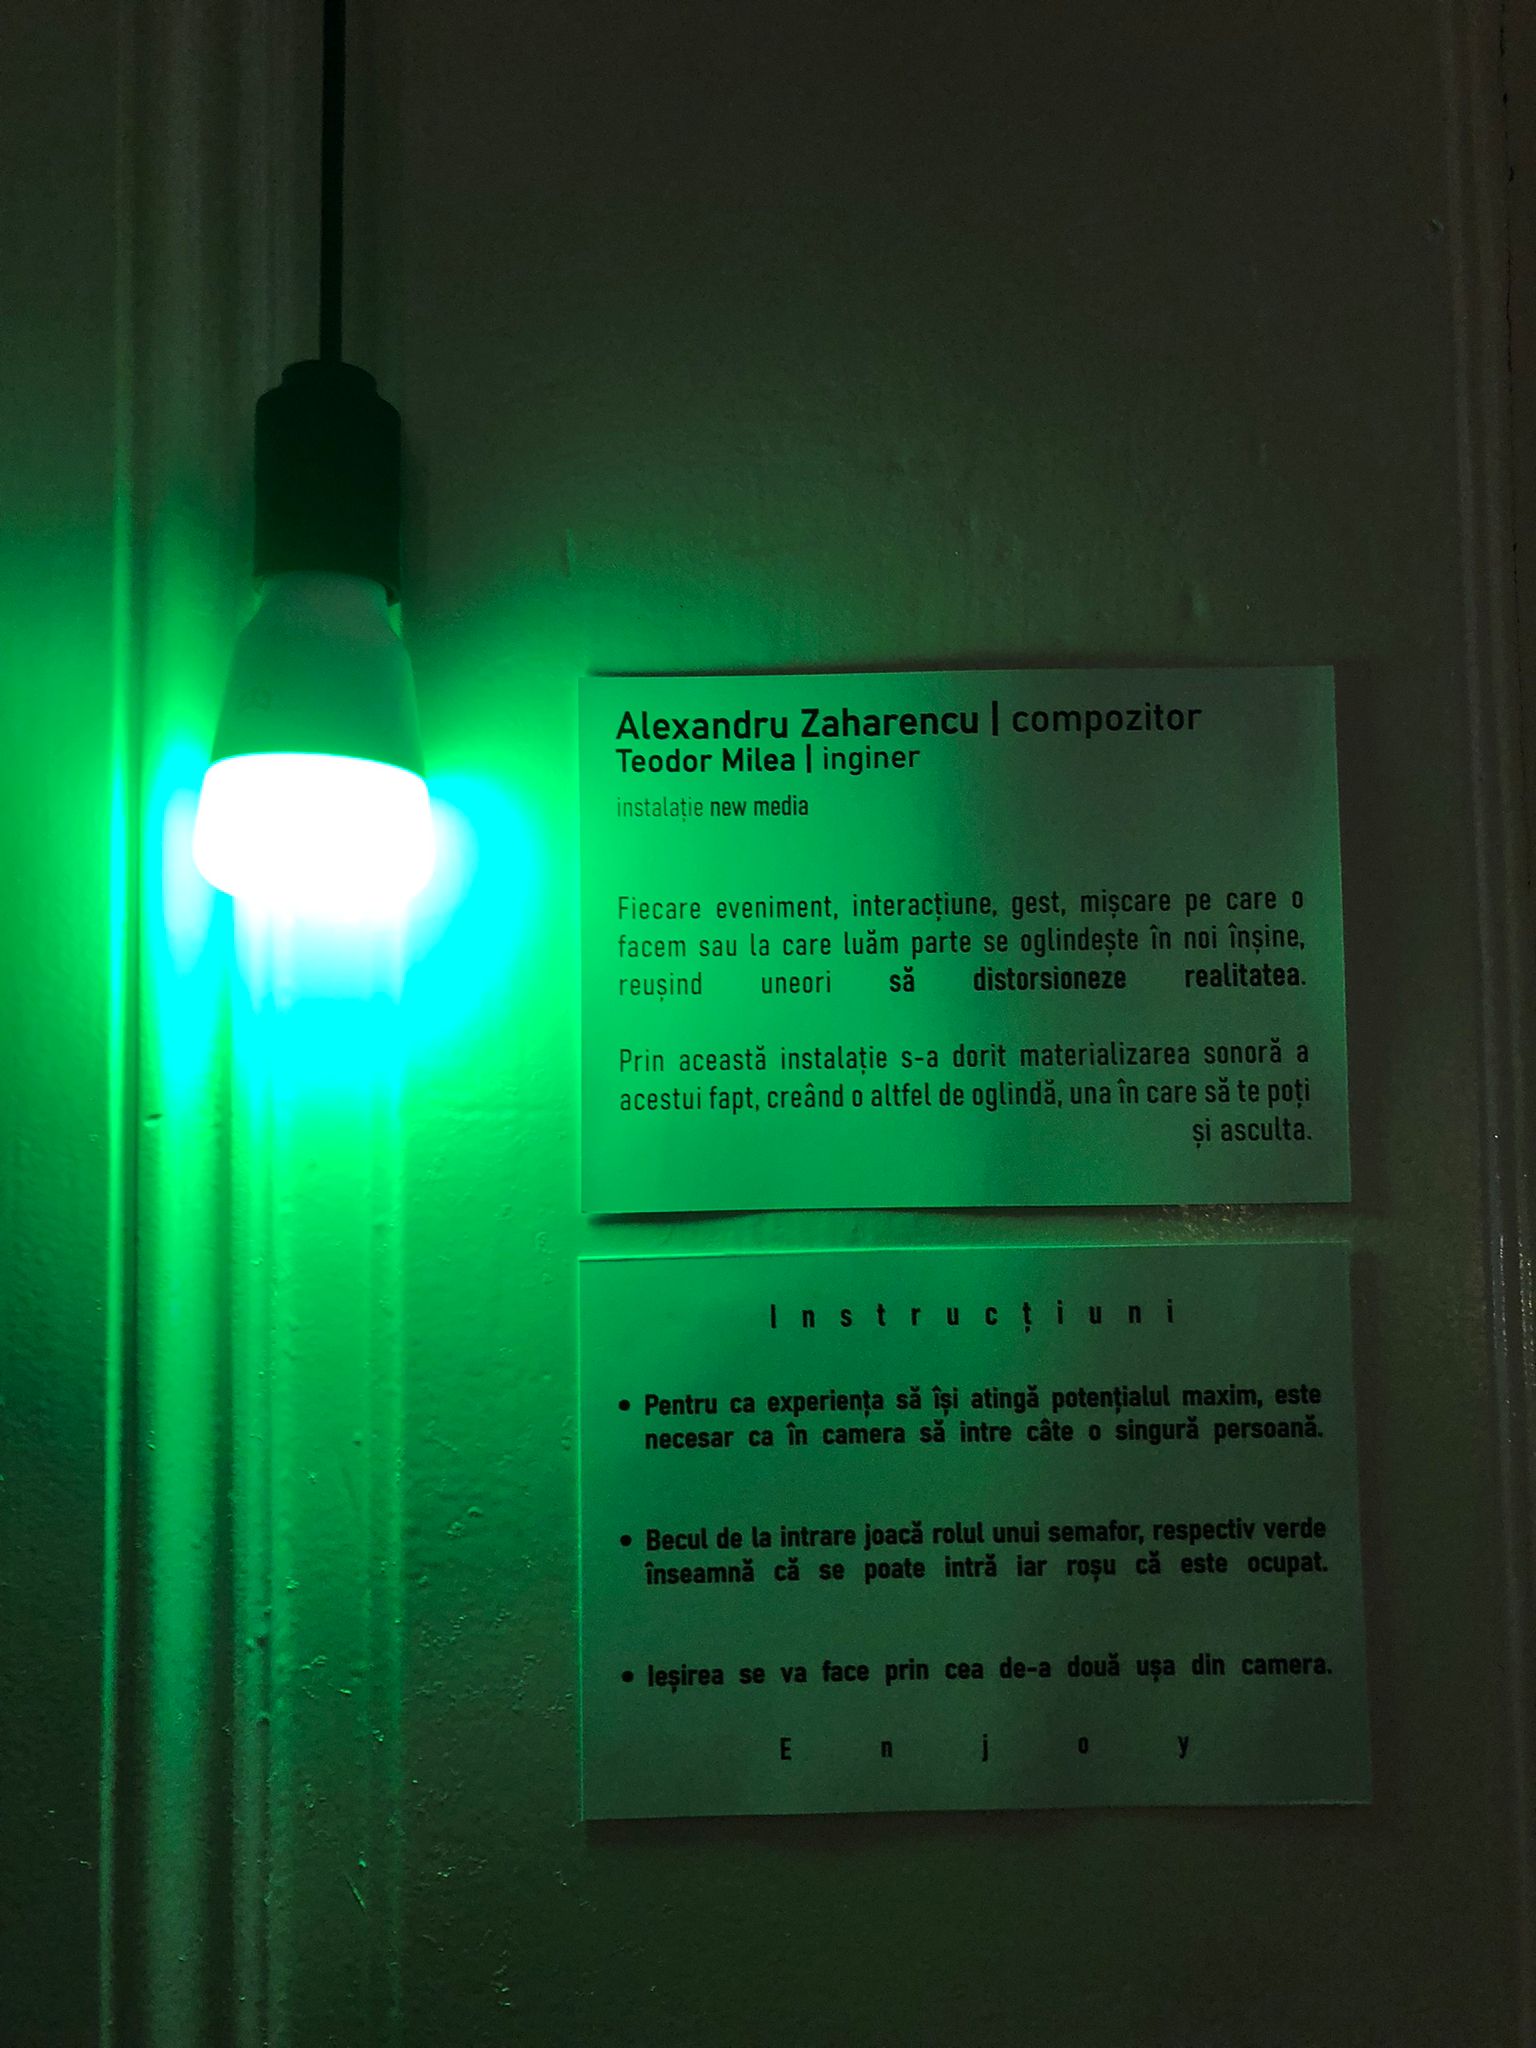 Alexandru Zaharencu | compozitor
Teodor Milea | inginer
instalație new media
Fiecare eveniment, interacțiune, gest, mișcare pe care o
facem sau la care luăm parte se oglindește în noi înșine,
reușind uneori să distorsioneze realitatea.
Prin această instalație s-a dorit materializarea sonoră a
acestui fapt, creând o altfel de oglindă, una în care să te poți
și asculta.
Instrucțiuni
• Pentru ca experiența să își atingă potențialul maxim, este
necesar ca în camera să intre câte o singură persoană.
• Becul de la intrare joacă rolul unui semafor, respectiv verde
înseamnă că se poate intră iar roșu că este ocupat.
• Ieșirea se va face prin cea de-a două ușa din camera.
Enjoy